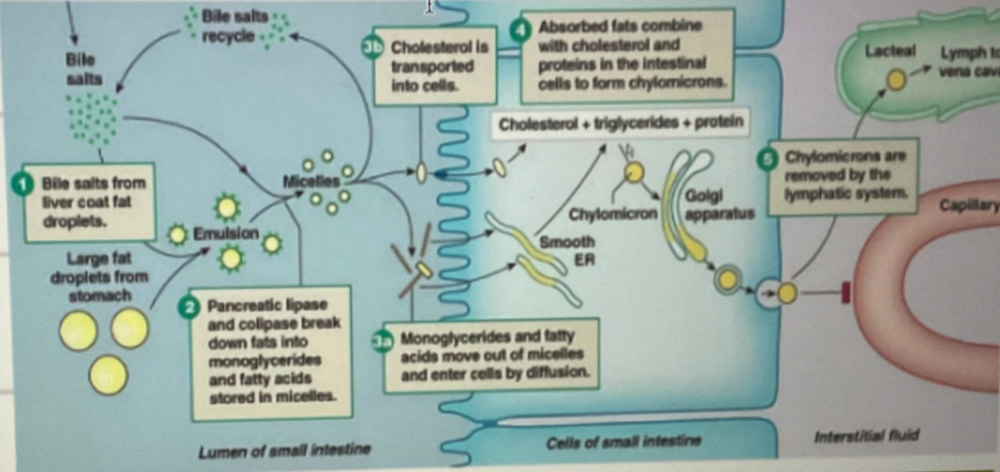 Bile salts
recycle
Bile
salts
1 Bile salts from
liver coat fat
droplets.
Large fat
droplets from
stomach
Emulsion
Micelles
2 Pancreatic lipase
and colipase break
down fats into
monoglycerides
and fatty acids
stored in micelles.
3b Cholesterol is
transported
into cells.
3a Monoglycerides and fatty
acids move out of micelles
and enter cells by diffusion.
4 Absorbed fats combine
with cholesterol and
proteins in the intestinal
cells to form chylomicrons.
Cholesterol + triglycerides + protein
Chylomicron
Golgi
apparatus
Smooth
ER
5 Chylomicrons are
removed by the
lymphatic system.
Lacteal
Lymph to
vena cava
Capillary
Lumen of small intestine
Cells of small intestine
Interstitial fluid